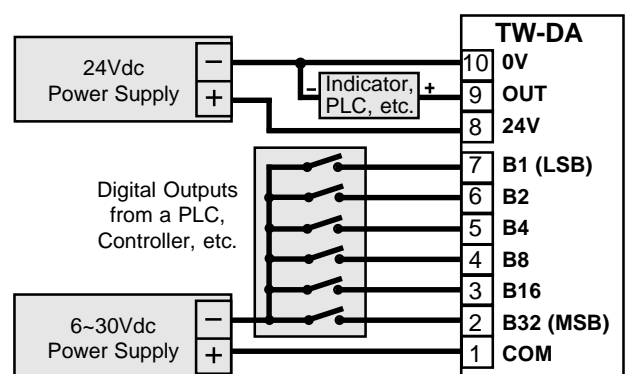 TW-DA
24Vdc
Power Supply
−
+
−
Indicator,
PLC, etc.
+
10 0V
9 OUT
8 24V
7 B1 (LSB)
6 B2
5 B4
4 B8
3 B16
2 B32 (MSB)
1 COM
Digital Outputs
from a PLC,
Controller, etc.
6~30Vdc
Power Supply
−
+